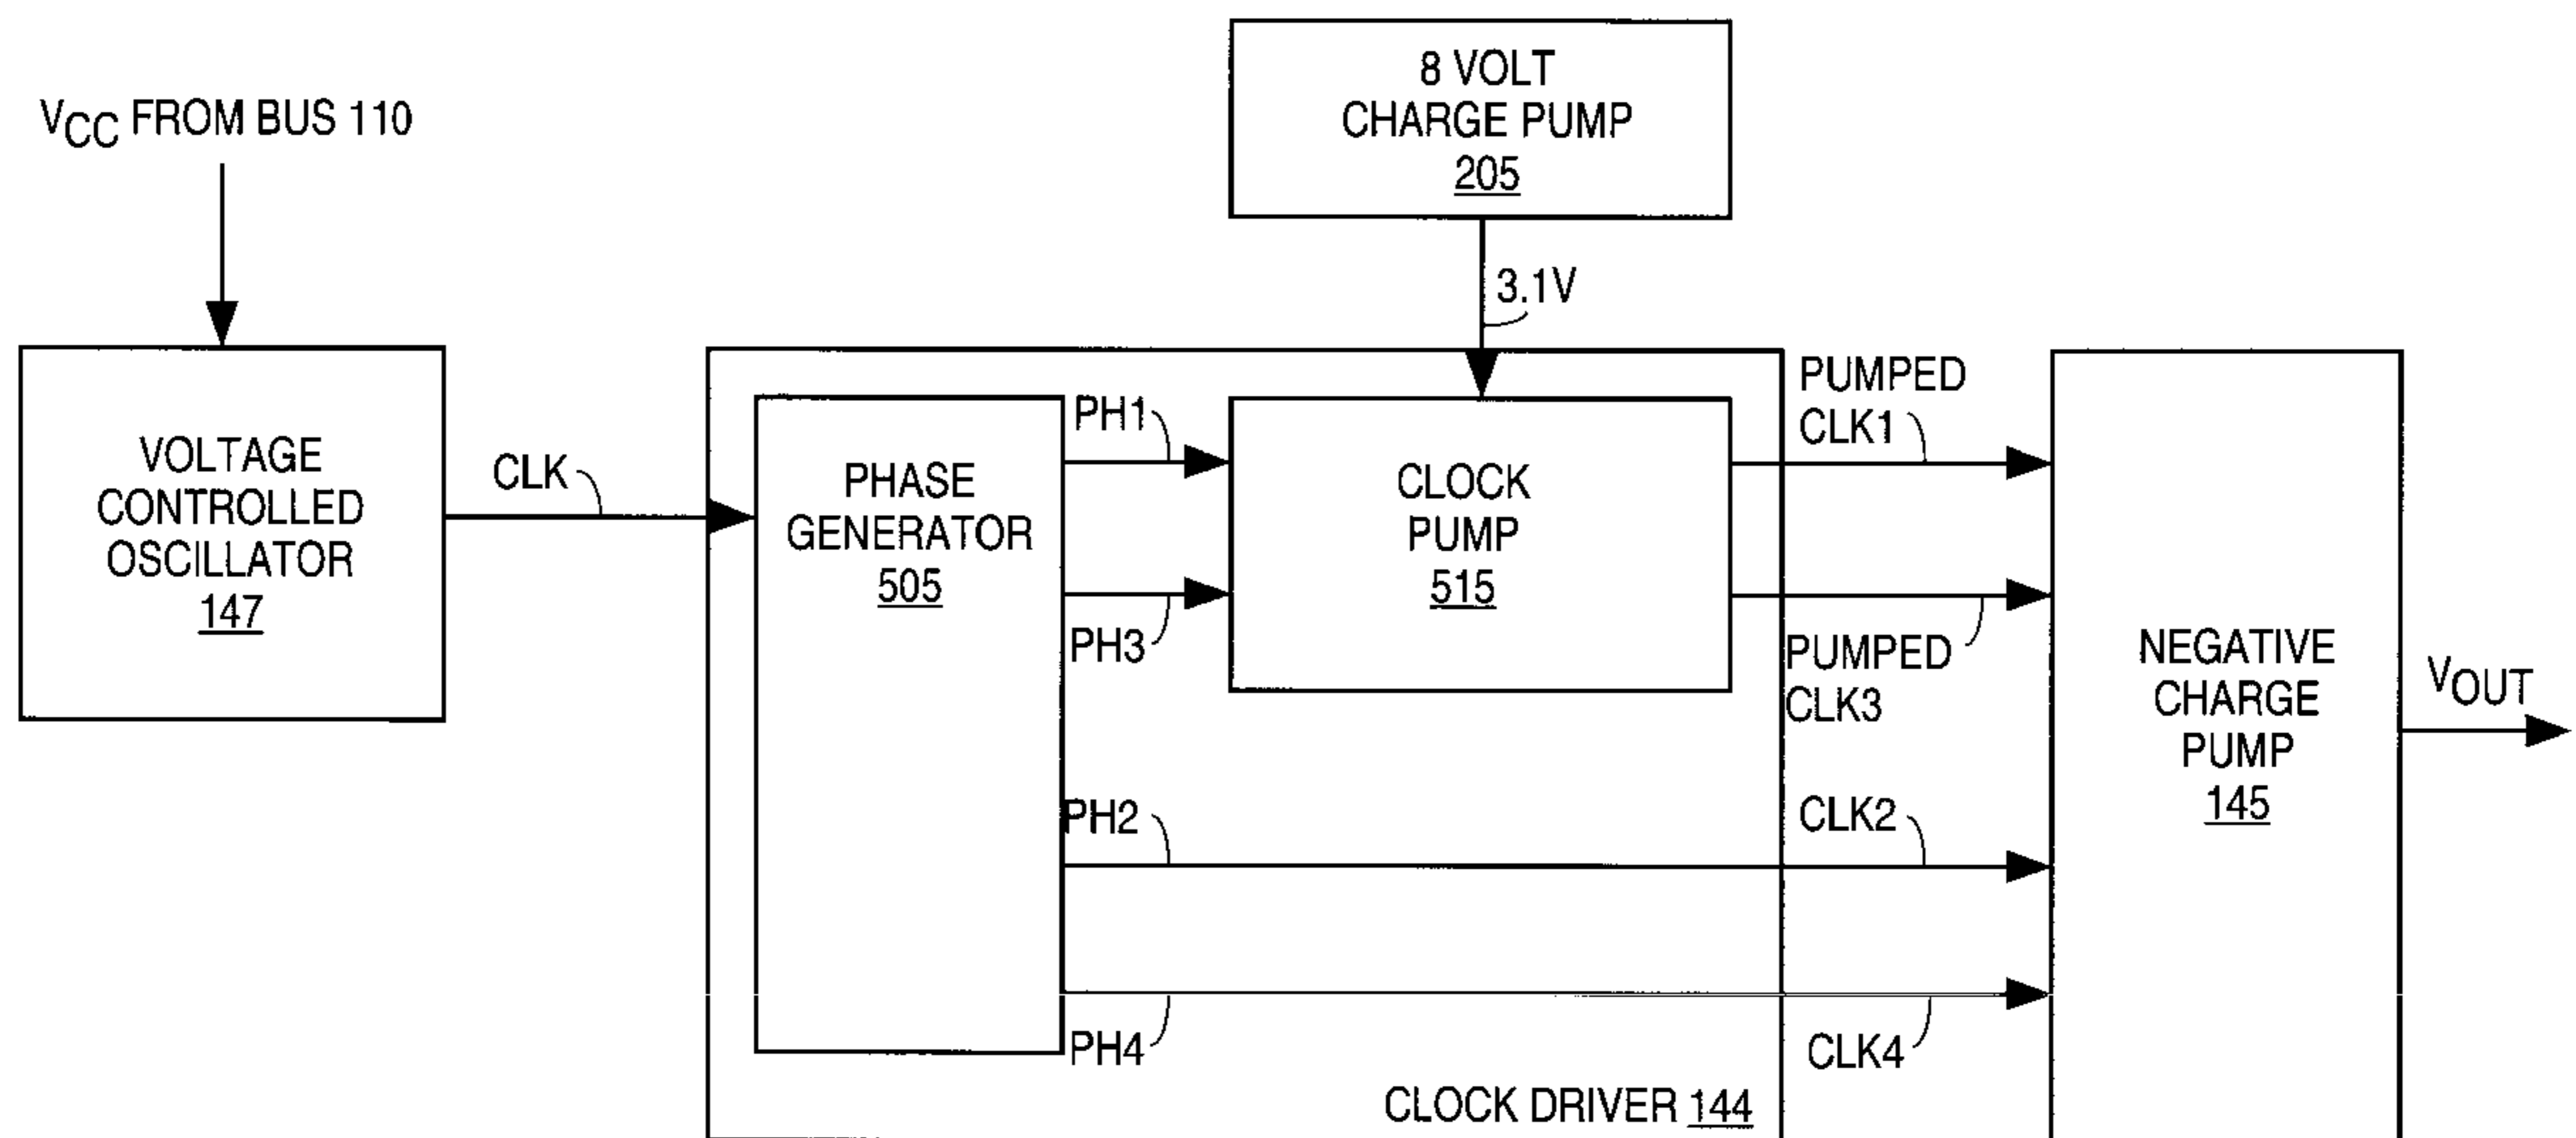 8 VOLT
CHARGE PUMP
205
VCC FROM BUS 110
3.1V
VOLTAGE
CONTROLLED
OSCILLATOR
147
CLK
PHASE
GENERATOR
505
PH1
PH3
PH2
PH4
CLOCK
PUMP
515
PUMPED
CLK1
PUMPED
CLK3
CLK2
CLK4
NEGATIVE
CHARGE
PUMP
145
VOUT
CLOCK DRIVER 144